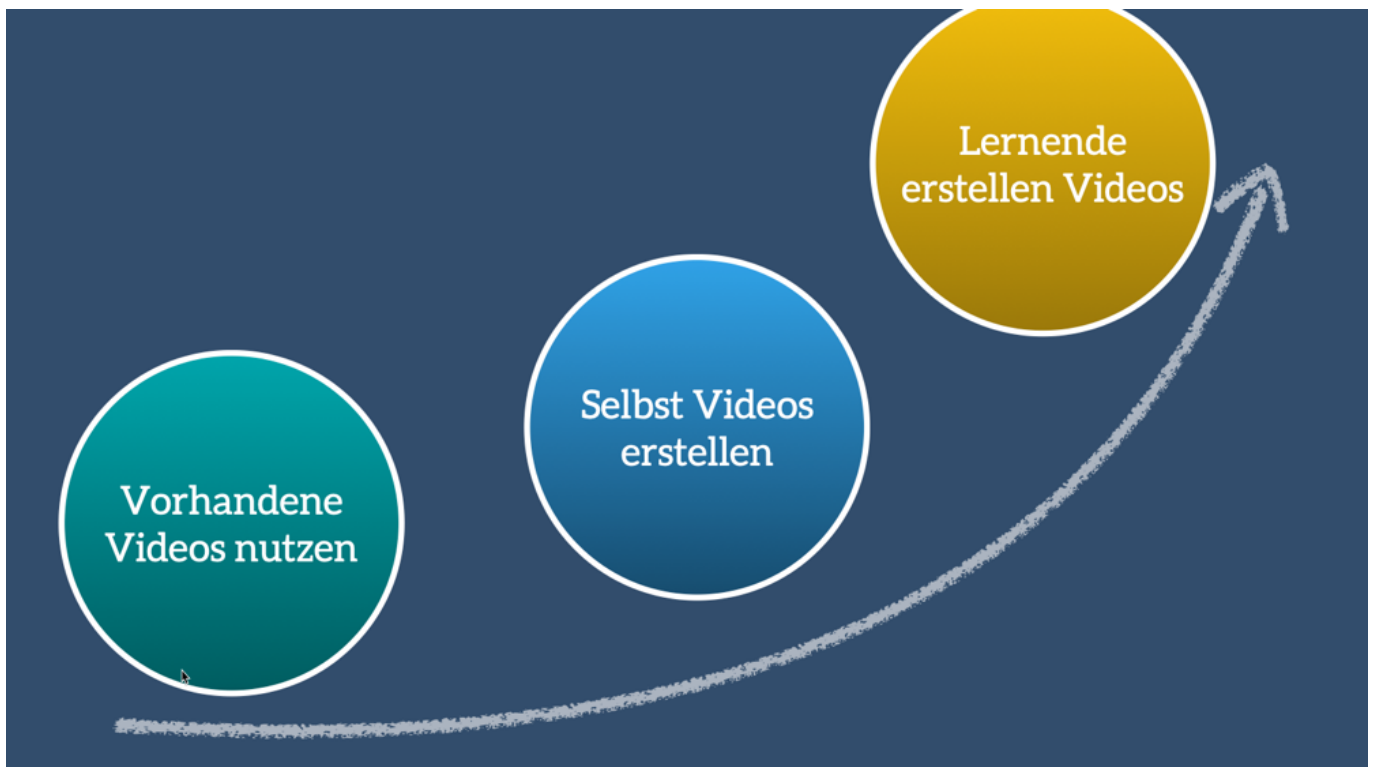 Lernende
erstellen Videos
Selbst Videos
erstellen
Vorhandene
Videos nutzen